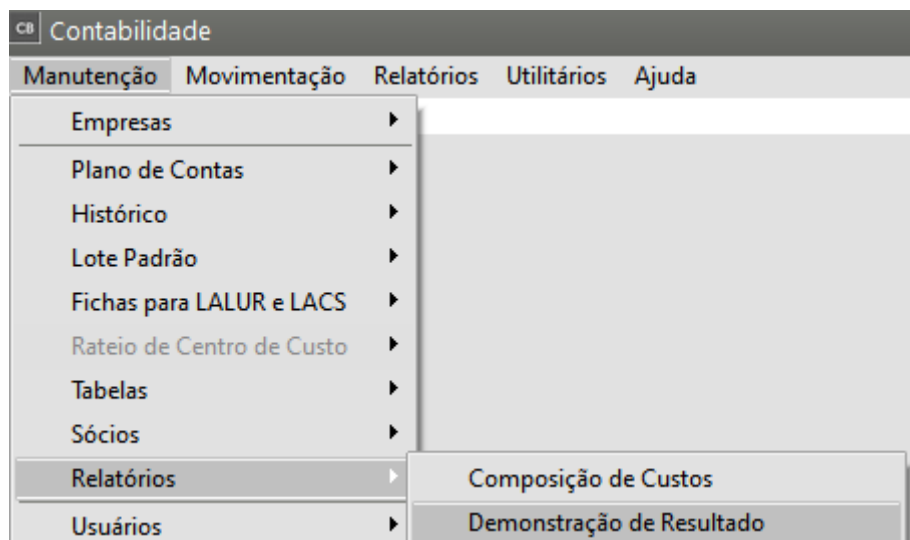 CB Contabilidade
Manutenção Movimentação Relatórios Utilitários Ajuda
Empresas
Plano de Contas
Histórico
Lote Padrão
Fichas para LALUR e LACS
Rateio de Centro de Custo
Tabelas
Sócios
Relatórios
Composição de Custos
Usuários
Demonstração de Resultado